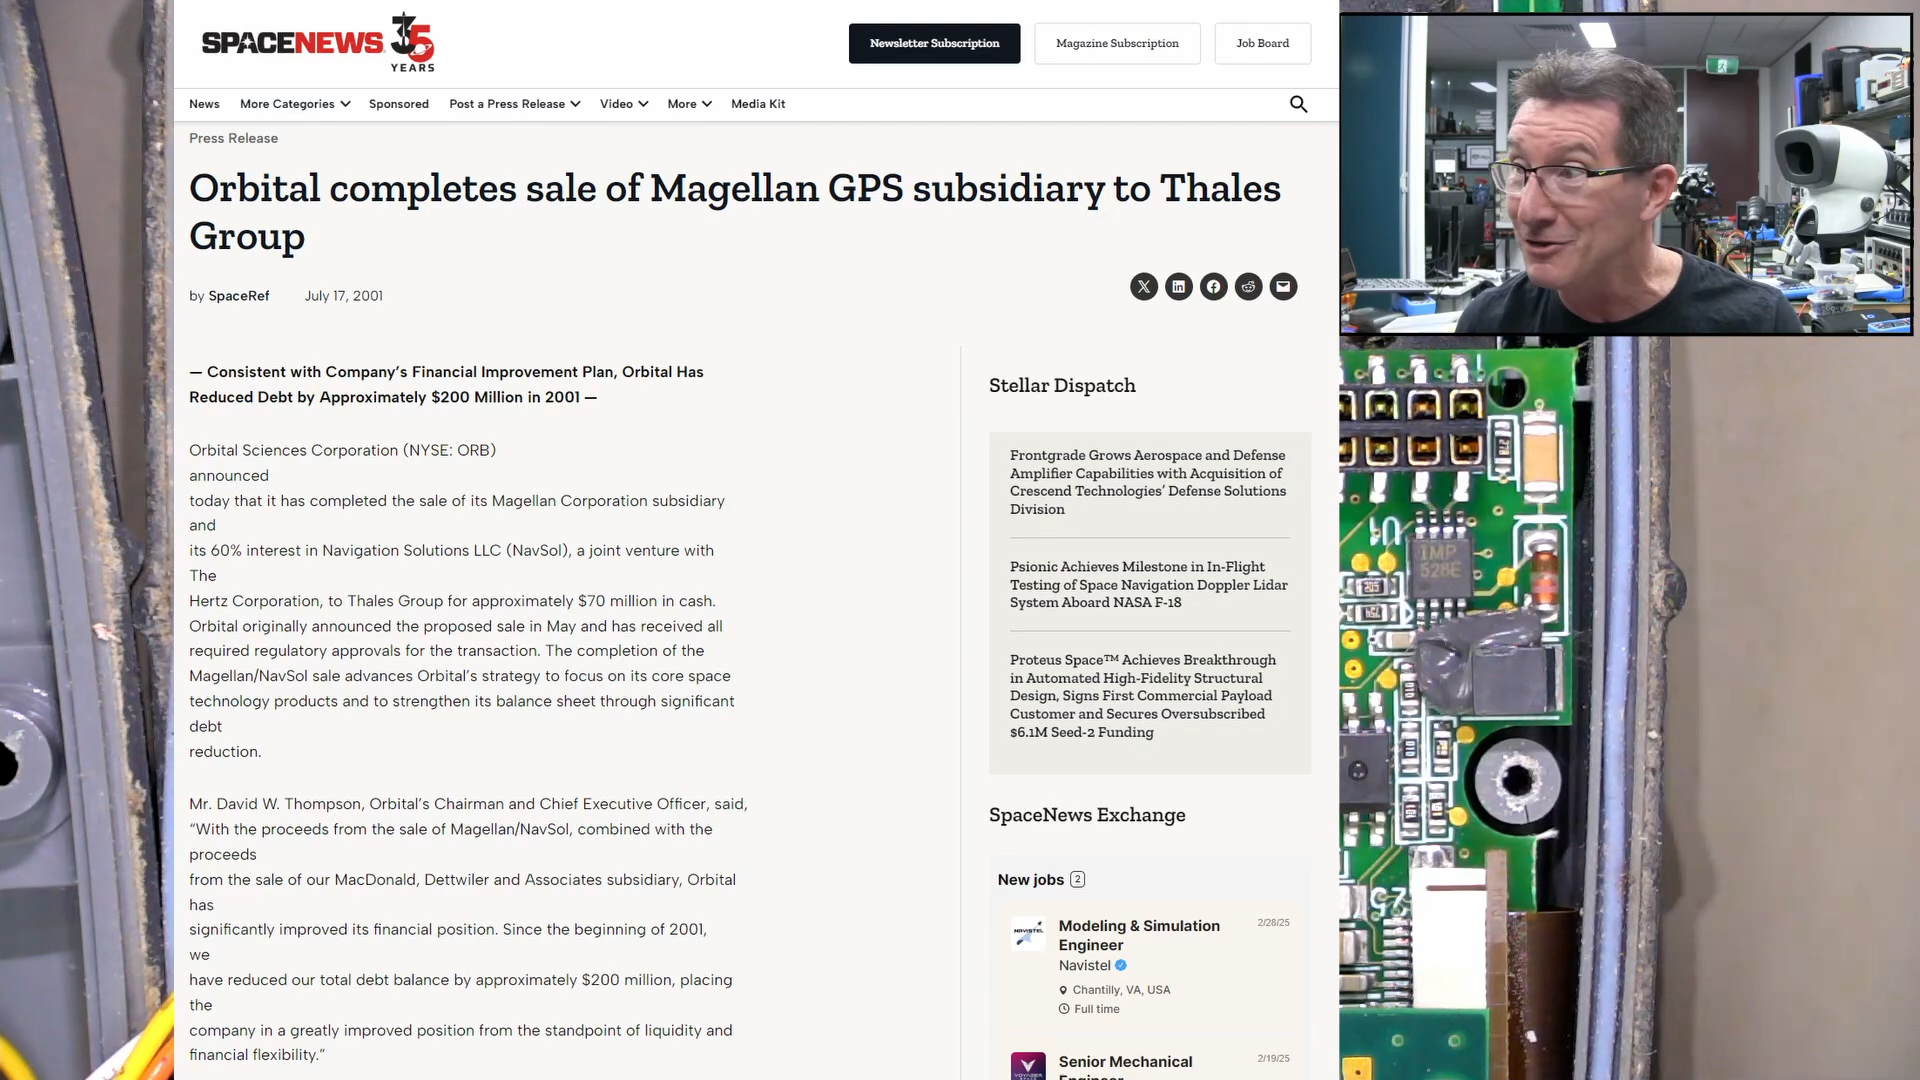 SPACENEWS 35 YEARS
Newsletter Subscription
Magazine Subscription
Job Board
News
More Categories
Sponsored
Post a Press Release
Video
More
Media Kit
Press Release
Orbital completes sale of Magellan GPS subsidiary to Thales
Group
by SpaceRef July 17, 2001
— Consistent with Company’s Financial Improvement Plan, Orbital Has
Reduced Debt by Approximately $200 Million in 2001 —
Orbital Sciences Corporation (NYSE: ORB)
announced
today that it has completed the sale of its Magellan Corporation subsidiary
and
its 60% interest in Navigation Solutions LLC (NavSol), a joint venture with
The
Hertz Corporation, to Thales Group for approximately $70 million in cash.
Orbital originally announced the proposed sale in May and has received all
required regulatory approvals for the transaction. The completion of the
Magellan/NavSol sale advances Orbital’s strategy to focus on its core space
technology products and to strengthen its balance sheet through significant
debt
reduction.
Mr. David W. Thompson, Orbital’s Chairman and Chief Executive Officer, said,
“With the proceeds from the sale of Magellan/NavSol, combined with the
proceeds
from the sale of our MacDonald, Dettwiler and Associates subsidiary, Orbital
has
significantly improved its financial position. Since the beginning of 2001,
we
have reduced our total debt balance by approximately $200 million, placing
the
company in a greatly improved position from the standpoint of liquidity and
financial flexibility.”
Stellar Dispatch
Frontgrade Grows Aerospace and Defense
Amplifier Capabilities with Acquisition of
Crescend Technologies’ Defense Solutions
Division
Psionic Achieves Milestone in In-Flight
Testing of Space Navigation Doppler Lidar
System Aboard NASA F-18
Proteus Space™ Achieves Breakthrough
in Automated High-Fidelity Structural
Design, Signs First Commercial Payload
Customer and Secures Oversubscribed
$6.1M Seed-2 Funding
SpaceNews Exchange
New jobs 2
NAVISTEL
Modeling & Simulation 2/28/25
Engineer
Navistel
Chantilly, VA, USA
Full time
Senior Mechanical 2/19/25
Engineer
U1
IMP
528E